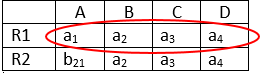 A B C D
R1 a₁ a₂ a₃ a₄
R2 b₂₁ a₂ a₃ a₄